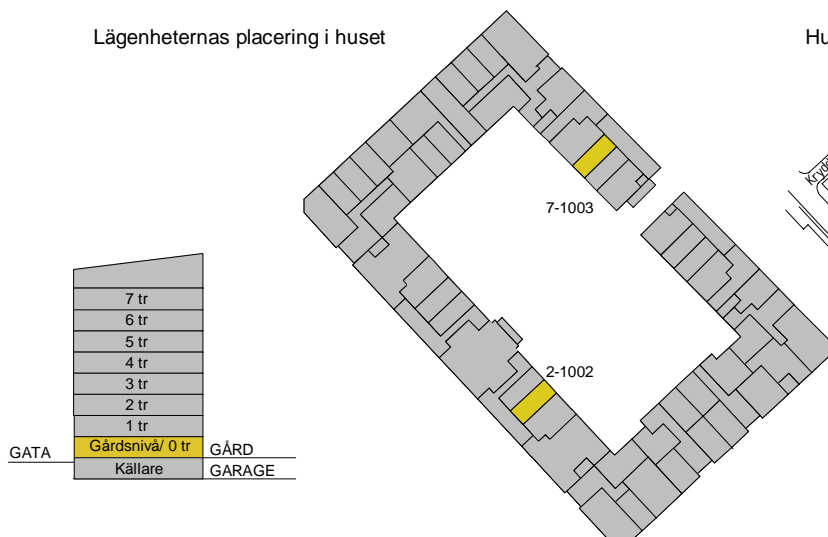 Lägenheternas placering i huset
Hu
Kryd
7-1003
2-1002
7 tr
6 tr
5 tr
4 tr
3 tr
2 tr
1 tr
Gårdsnivå/ 0 tr
GÅRD
GATA
Källare
GARAGE